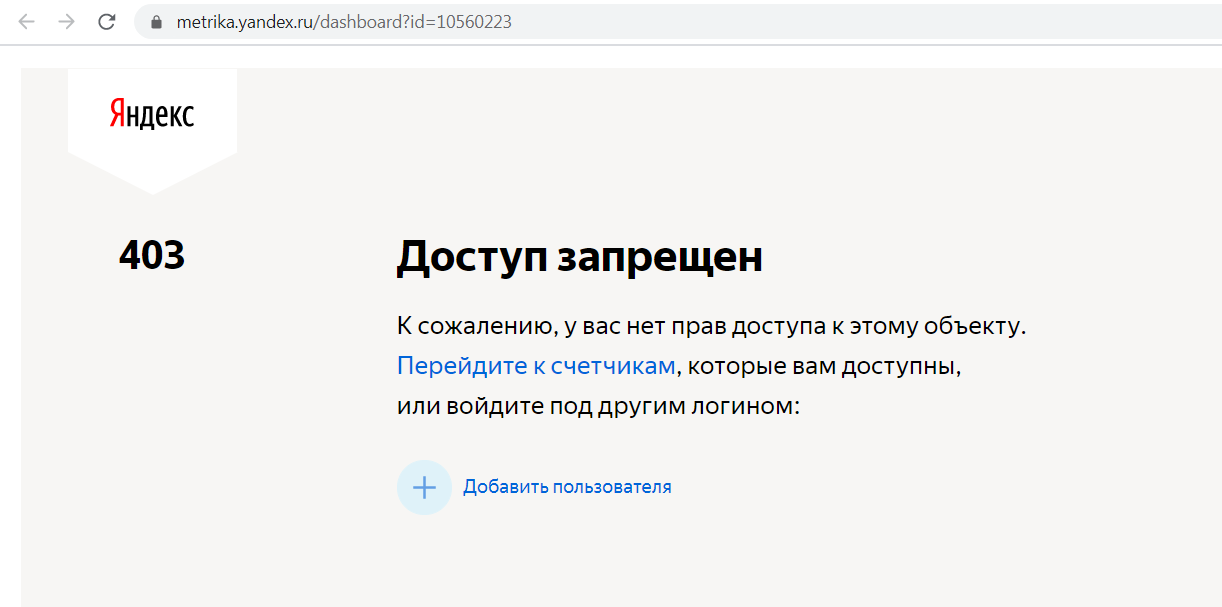 metrika.yandex.ru/dashboard?id=10560223
Яндекс
403
Доступ запрещен
К сожалению, у вас нет прав доступа к этому объекту.
Перейдите к счетчикам, которые вам доступны,
или войдите под другим логином:
Добавить пользователя